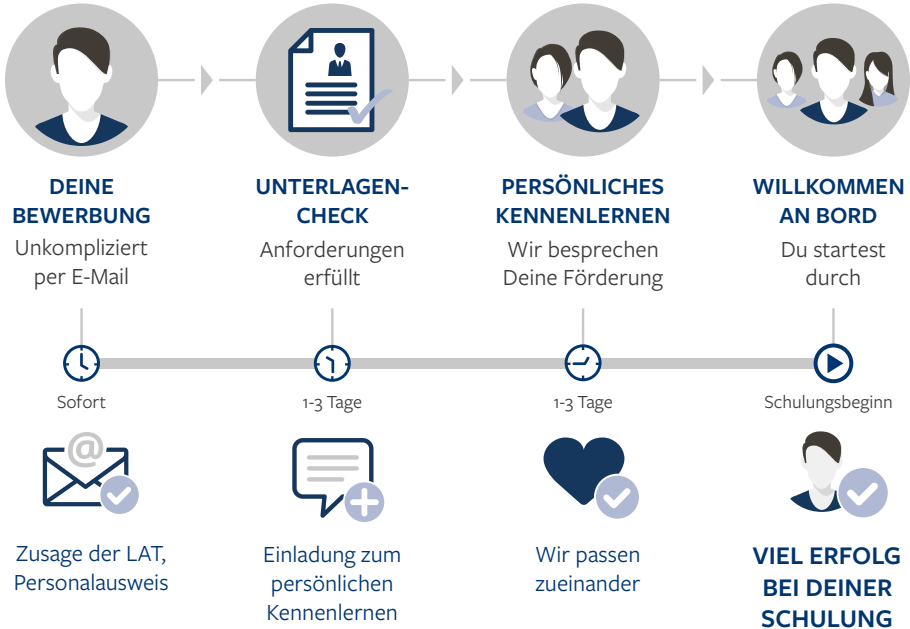 DEINE
BEWERBUNG
Unkompliziert
per E-Mail
UNTERLAGEN-
CHECK
Anforderungen
erfüllt
PERSÖNLICHES
KENNENLERNEN
Wir besprechen
Deine Förderung
WILLKOMMEN
AN BORD
Du startest
durch
Sofort
1-3 Tage
1-3 Tage
Schulungsbeginn
@
Zusage der LAT,
Personalausweis
Einladung zum
persönlichen
Kennenlernen
Wir passen
zueinander
VIEL ERFOLG
BEI DEINER
SCHULUNG